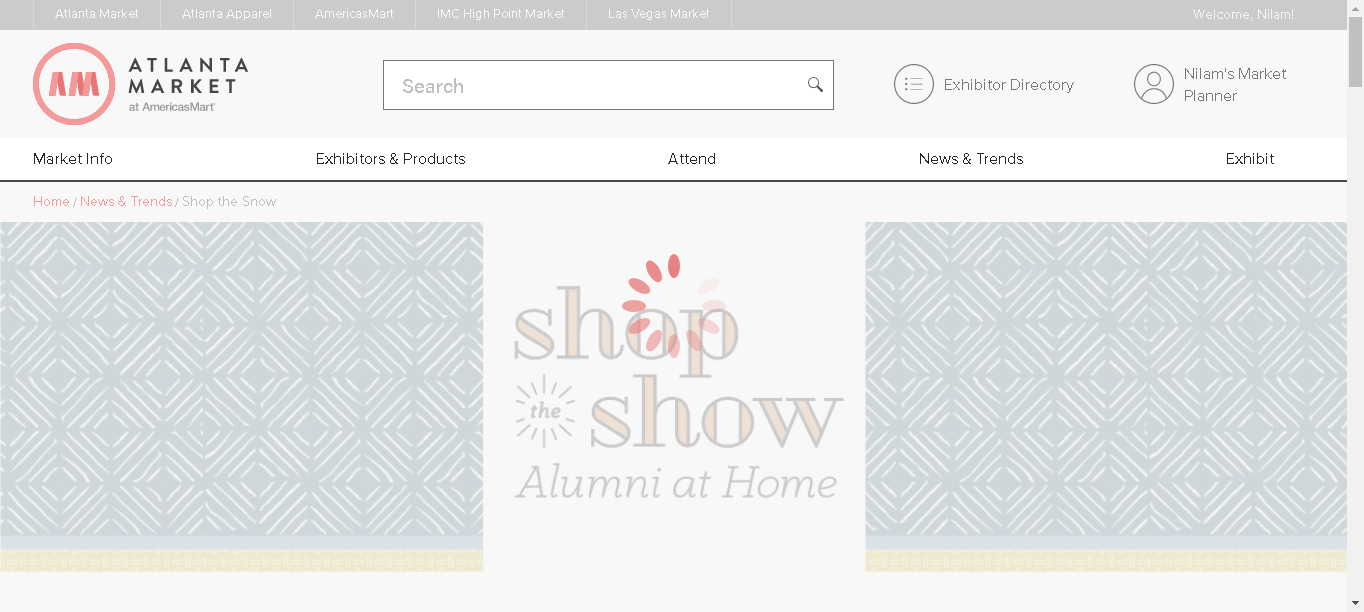 Atlanta Market
Atlanta Apparel
AmericasMart
IMC High Point Market
Las Vegas Market
Welcome, Nilam!
AM
ATLANTA
MARKET
at AmericasMart
Search
Exhibitor Directory
Nilam's Market
Planner
Market Info
Exhibitors & Products
Attend
News & Trends
Exhibit
Home / News & Trends / Shop the Snow
shop
the show
Alumni at Home